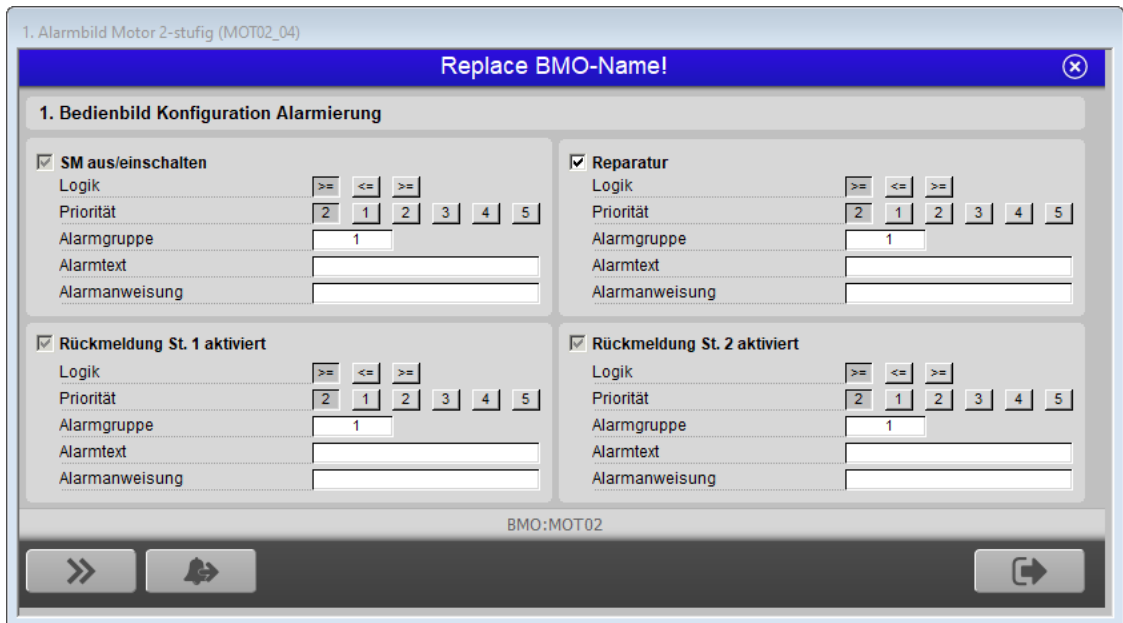 1. Alarmbild Motor 2-stufig (MOT02_04)
Replace BMO-Name!
1. Bedienbild Konfiguration Alarmierung
SM aus/einschalten
Logik >= <= >=
Priorität 2 1 2 3 4 5
Alarmgruppe 1
Alarmtext
Alarmanweisung
Reparatur
Logik >= <= >=
Priorität 2 1 2 3 4 5
Alarmgruppe 1
Alarmtext
Alarmanweisung
Rückmeldung St. 1 aktiviert
Logik >= <= >=
Priorität 2 1 2 3 4 5
Alarmgruppe 1
Alarmtext
Alarmanweisung
Rückmeldung St. 2 aktiviert
Logik >= <= >=
Priorität 2 1 2 3 4 5
Alarmgruppe 1
Alarmtext
Alarmanweisung
BMO:MOT02